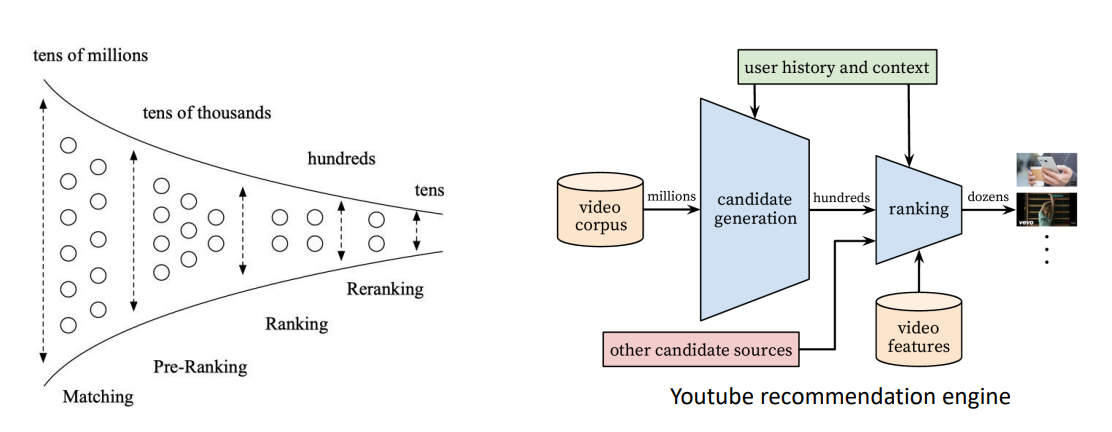 tens of millions
tens of thousands
hundreds
tens
Matching
Pre-Ranking
Ranking
Reranking
user history and context
video
corpus
millions
candidate
generation
hundreds
ranking
dozens
other candidate sources
video
features
vevo
Youtube recommendation engine